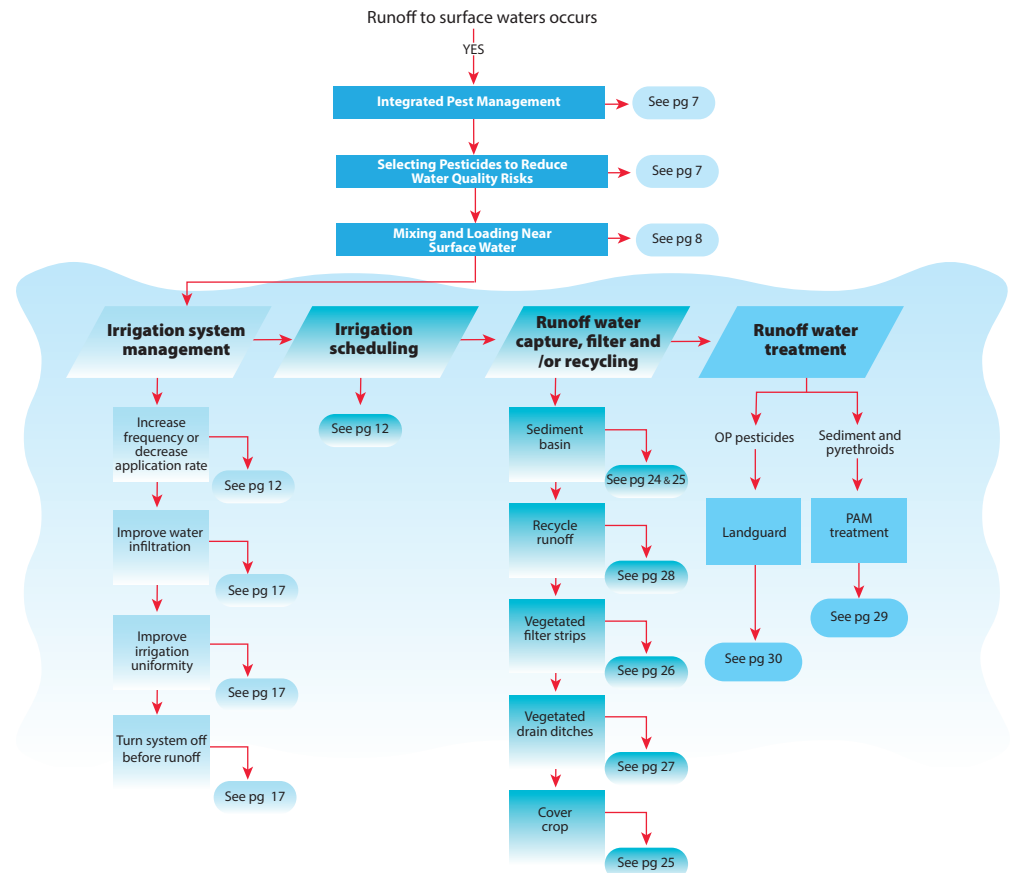 Runoff to surface waters occurs
YES
Integrated Pest Management
See pg 7
Selecting Pesticides to Reduce
Water Quality Risks
See pg 7
Mixing and Loading Near
Surface Water
See pg 8
Irrigation system
management
Irrigation
scheduling
Runoff water
capture, filter and
/or recycling
Runoff water
treatment
Increase
frequency or
decrease
application rate
See pg 12
Improve water
infiltration
See pg 17
Improve
irrigation
uniformity
See pg 17
Turn system off
before runoff
See pg 17
See pg 12
Sediment
basin
See pg 24 & 25
Recycle
runoff
See pg 28
Vegetated
filter strips
See pg 26
Vegetated
drain ditches
See pg 27
Cover
crop
See pg 25
OP pesticides
Landguard
See pg 30
Sediment and
pyrethroids
PAM
treatment
See pg 29